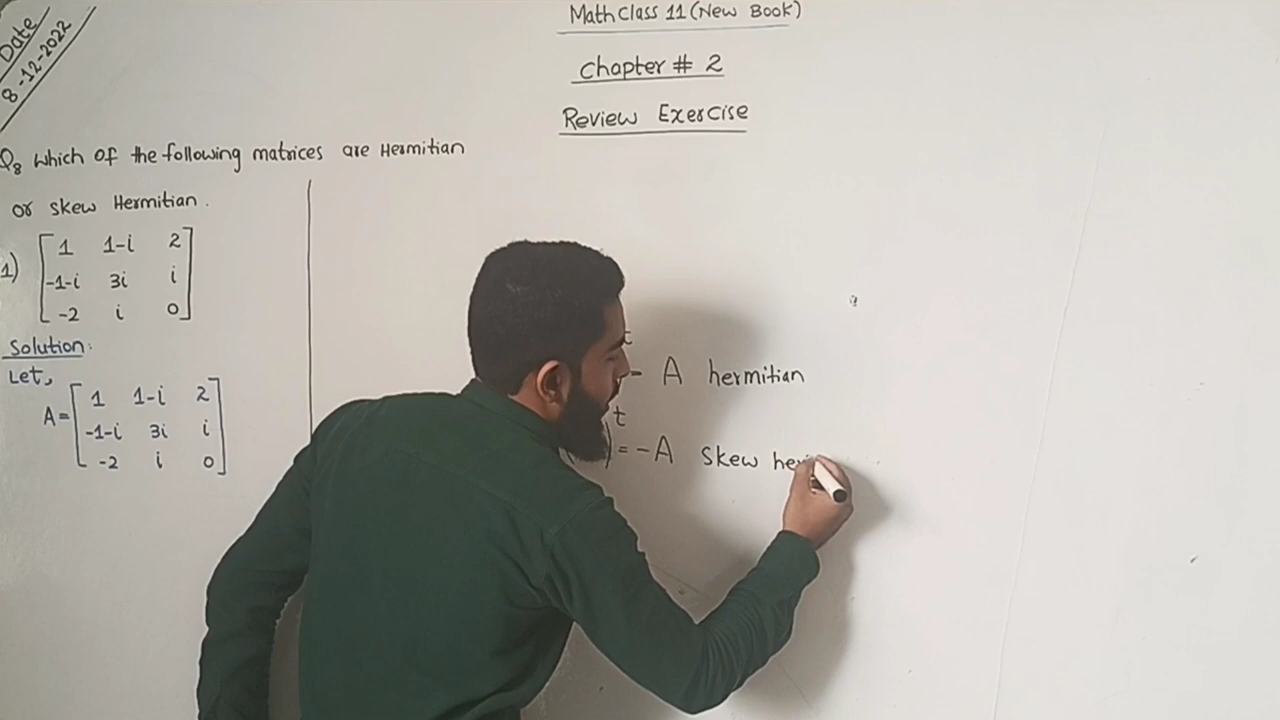 Date
8-12-2022
Math Class 11 (New Book)
Chapter # 2
Review Exercise
Q8 which of the following matrices are Hermitian
or skew Hermitian.
1) [1 1-i 2
-1-i 3i i
-2 i 0]
Solution:
Let,
A = [1 1-i 2
-1-i 3i i
-2 i 0]
t
= A hermitian
t
) = -A skew